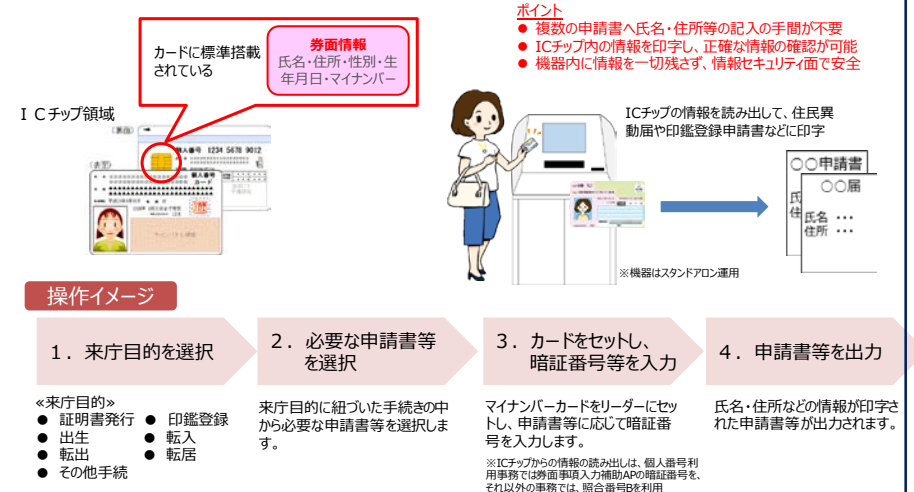 ポイント
● 複数の申請書へ氏名・住所等の記入の手間が不要
● ICチップ内の情報を印字し、正確な情報の確認が可能
● 機器内に情報を一切残さず、情報セキュリティ面で安全
カードに標準搭載
されている
券面情報
氏名・住所・性別・生
年月日・マイナンバー
ＩＣチップ領域
(裏面)
個人番号 1234 5678 9012
(表面)
個人番号
カード
ICチップの情報を読み出して、住民異
動届や印鑑登録申請書などに印字
○○申請書
氏
住
○○届
氏名 …
住所 …
※機器はスタンドアロン運用
操作イメージ
１．来庁目的を選択
２．必要な申請書等
を選択
３．カードをセットし、
暗証番号等を入力
４．申請書等を出力
≪来庁目的≫
● 証明書発行 ● 印鑑登録
● 出生 ● 転入
● 転出 ● 転居
● その他手続
来庁目的に紐づいた手続きの中
から必要な申請書等を選択しま
す。
マイナンバーカードをリーダーにセッ
トし、申請書等に応じて暗証番
号を入力します。
※ICチップからの情報の読み出しは、個人番号利
用事務では券面事項入力補助APの暗証番号を、
それ以外の事務では、照合番号Bを利用
氏名・住所などの情報が印字さ
れた申請書等が出力されます。